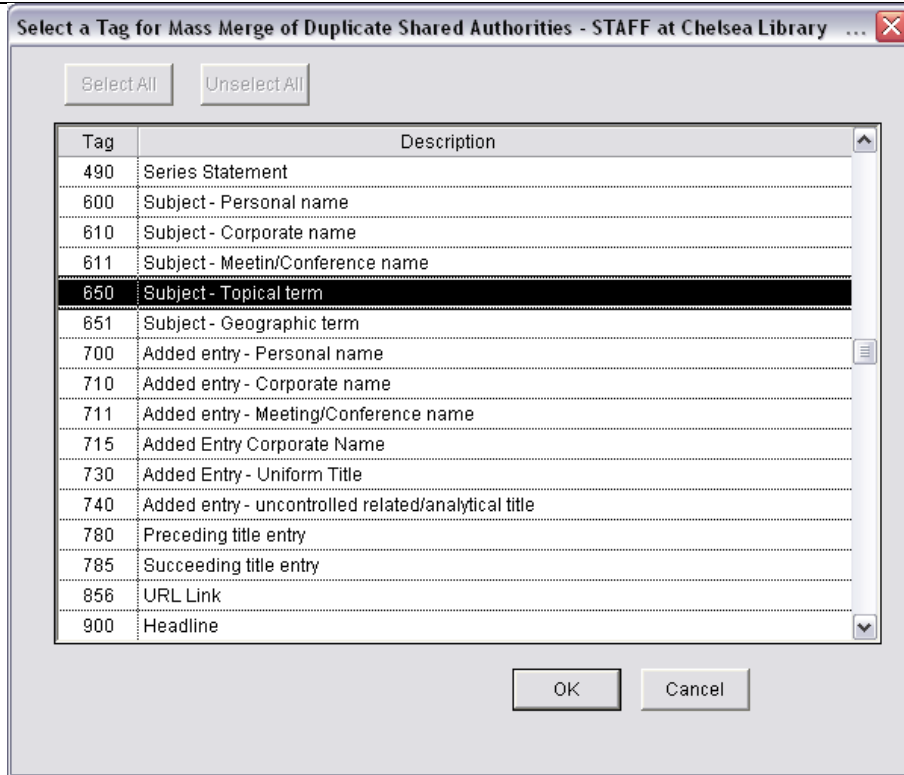 Select a Tag for Mass Merge of Duplicate Shared Authorities - STAFF at Chelsea Library ...
Select All Unselect All
Tag Description
490 Series Statement
600 Subject - Personal name
610 Subject - Corporate name
611 Subject - Meetin/Conference name
650 Subject - Topical term
651 Subject - Geographic term
700 Added entry - Personal name
710 Added entry - Corporate name
711 Added entry - Meeting/Conference name
715 Added Entry Corporate Name
730 Added Entry - Uniform Title
740 Added entry - uncontrolled related/analytical title
780 Preceding title entry
785 Succeeding title entry
856 URL Link
900 Headline
OK Cancel